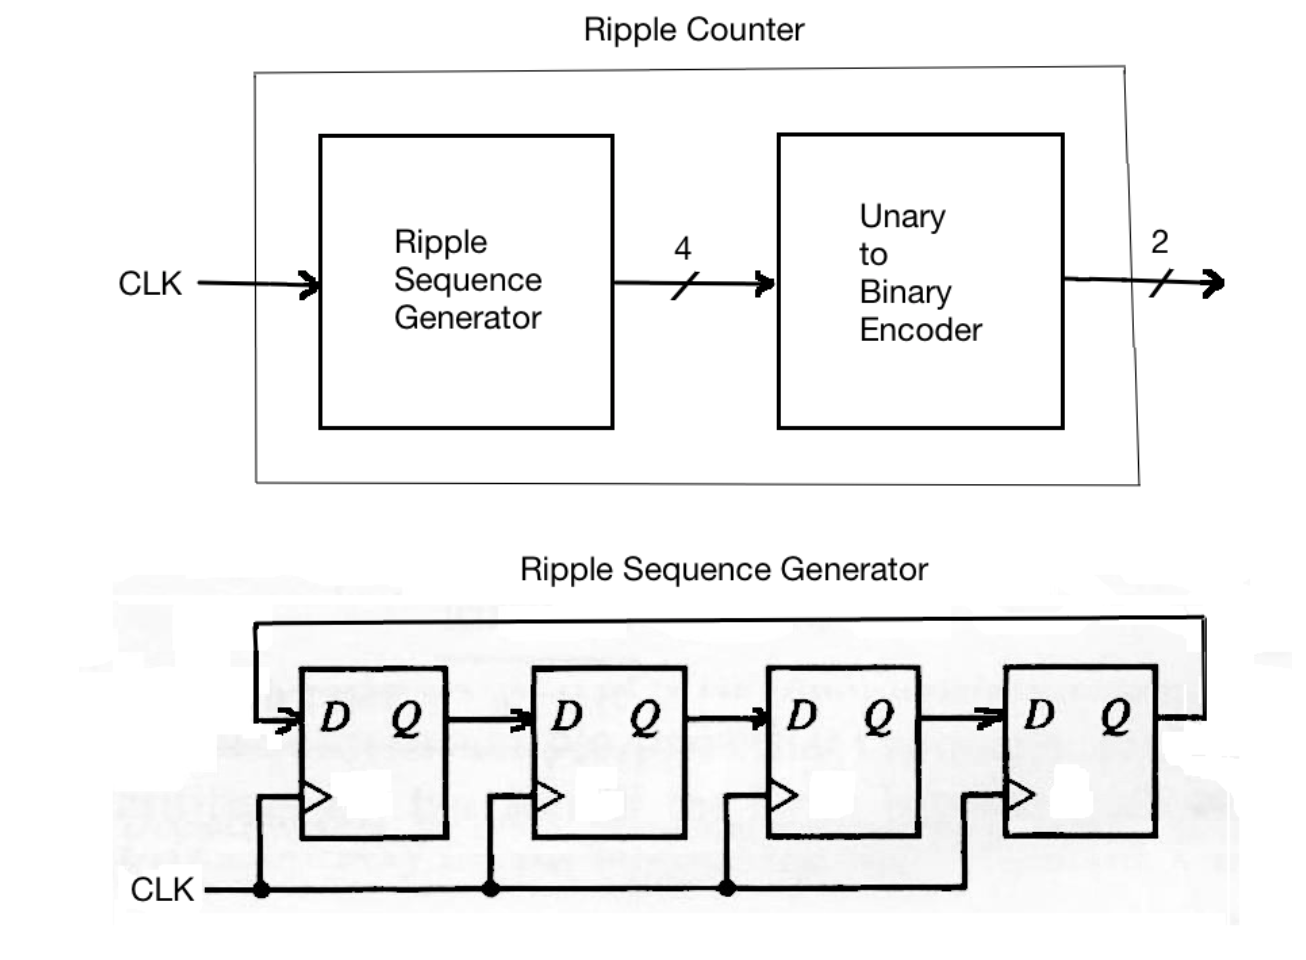 Ripple Counter
CLK
Ripple
Sequence
Generator
4
Unary
to
Binary
Encoder
2
Ripple Sequence Generator
D Q D Q D Q D Q
CLK